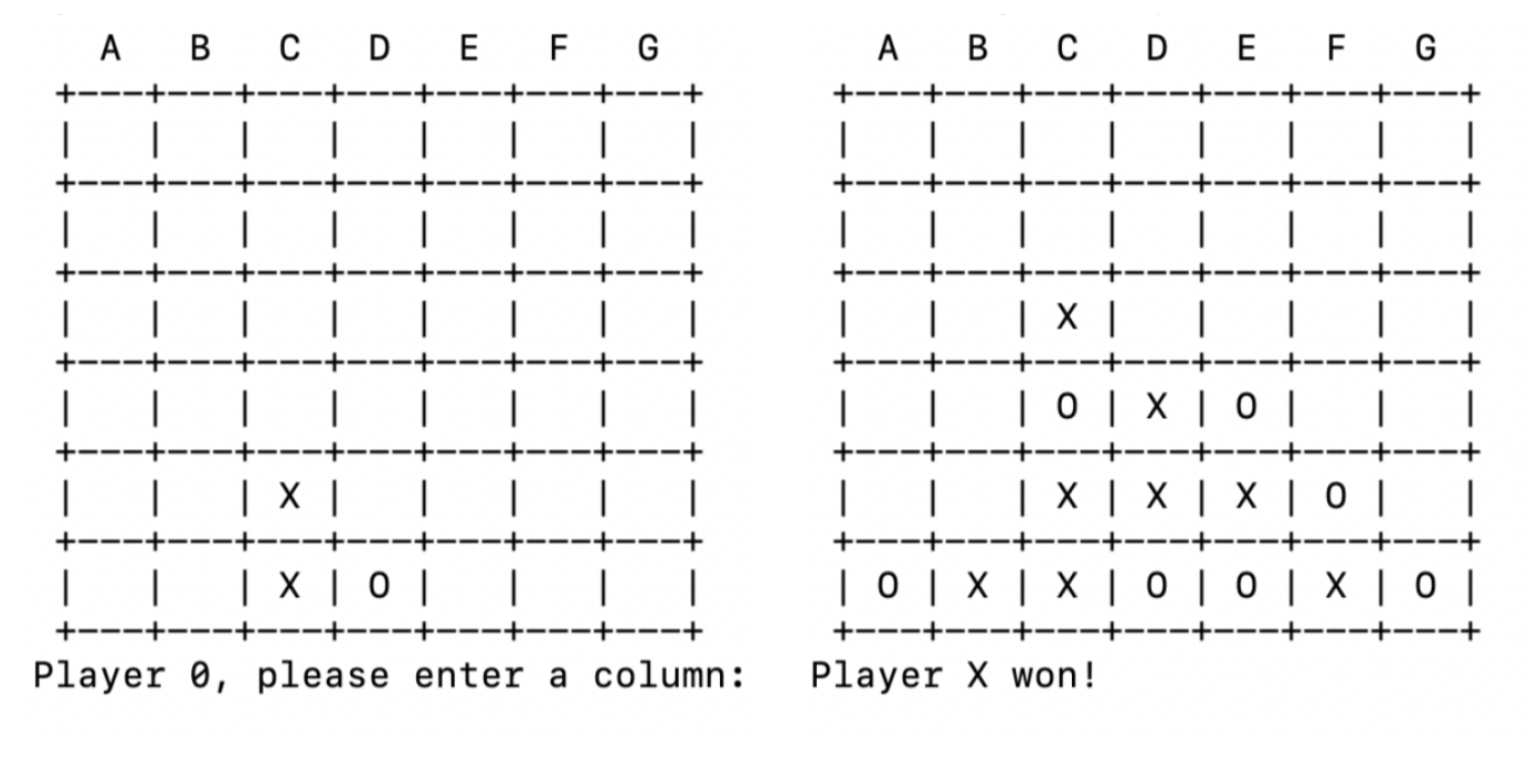 A B C D E F G
+---+---+---+---+---+---+---+
| | | | | | | |
+---+---+---+---+---+---+---+
| | | | | | | |
+---+---+---+---+---+---+---+
| | | | | | | |
+---+---+---+---+---+---+---+
| | | | | | | |
+---+---+---+---+---+---+---+
| | | X | | | | |
+---+---+---+---+---+---+---+
| | | X | O | | | |
+---+---+---+---+---+---+---+
Player 0, please enter a column:
A B C D E F G
+---+---+---+---+---+---+---+
| | | | | | | |
+---+---+---+---+---+---+---+
| | | | | | | |
+---+---+---+---+---+---+---+
| | | X | | | | |
+---+---+---+---+---+---+---+
| | | O | X | O | | |
+---+---+---+---+---+---+---+
| | | X | X | X | O | |
+---+---+---+---+---+---+---+
| O | X | X | O | O | X | O |
+---+---+---+---+---+---+---+
Player X won!